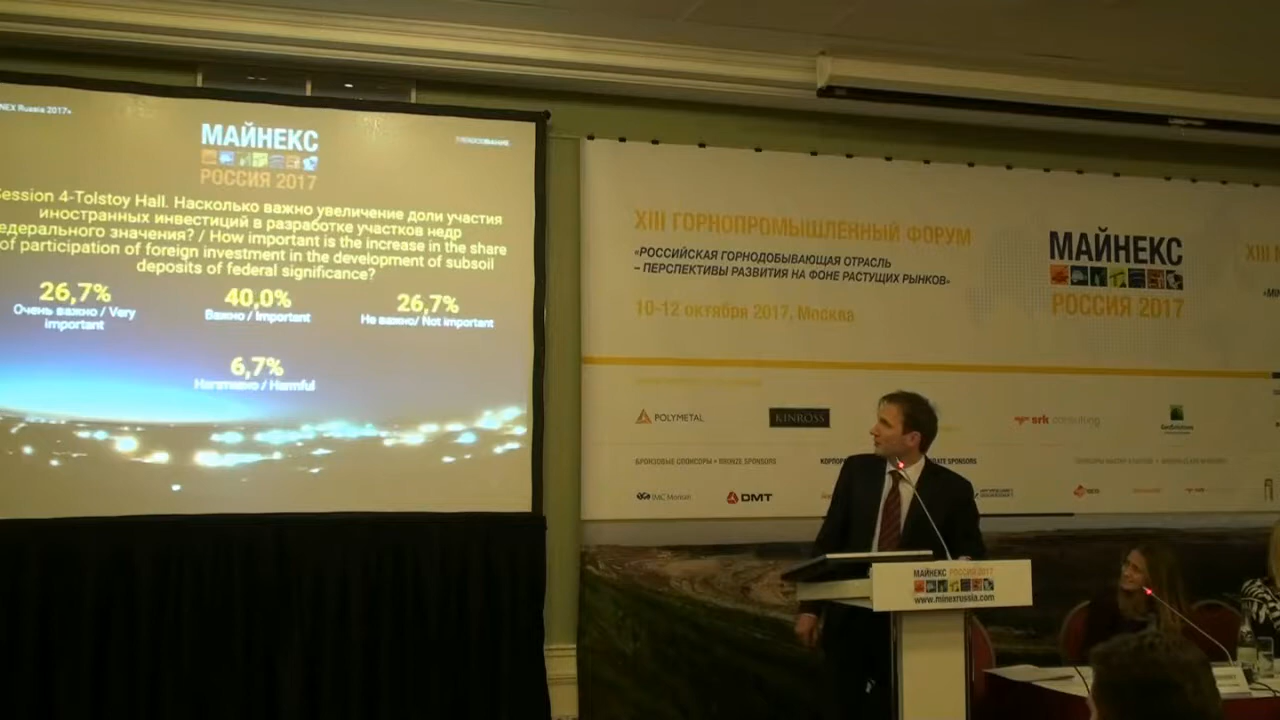 NEX Russia 2017»
МАЙНЕКС
РОССИЯ 2017
ession 4-Tolstoy Hall. Насколько важно увеличение доли участия
иностранных инвестиций в разработке участков недр
едерального значения? / How important is the increase in the share
of participation of foreign investment in the development of subsoil
deposits of federal significance?
26,7%
Очень важно / Very
important
40,0%
Важно / Important
26,7%
Не важно/ Not important
6,7%
Негативно / Harmful
XIII ГОРНОПРОМЫШЛЕННЫЙ ФОРУМ
«РОССИЙСКАЯ ГОРНОДОБЫВАЮЩАЯ ОТРАСЛЬ
– ПЕРСПЕКТИВЫ РАЗВИТИЯ НА ФОНЕ РАСТУЩИХ РЫНКОВ»
10-12 октября 2017, Москва
МАЙНЕКС
РОССИЯ 2017
XIII
POLYMETAL
KINROSS
srk consulting
БРОНЗОВЫЕ СПОНСОРЫ • BRONZE SPONSORS
SPONSORS
DMT
МАЙНЕКС РОССИЯ 2017
www.minexrussia.com